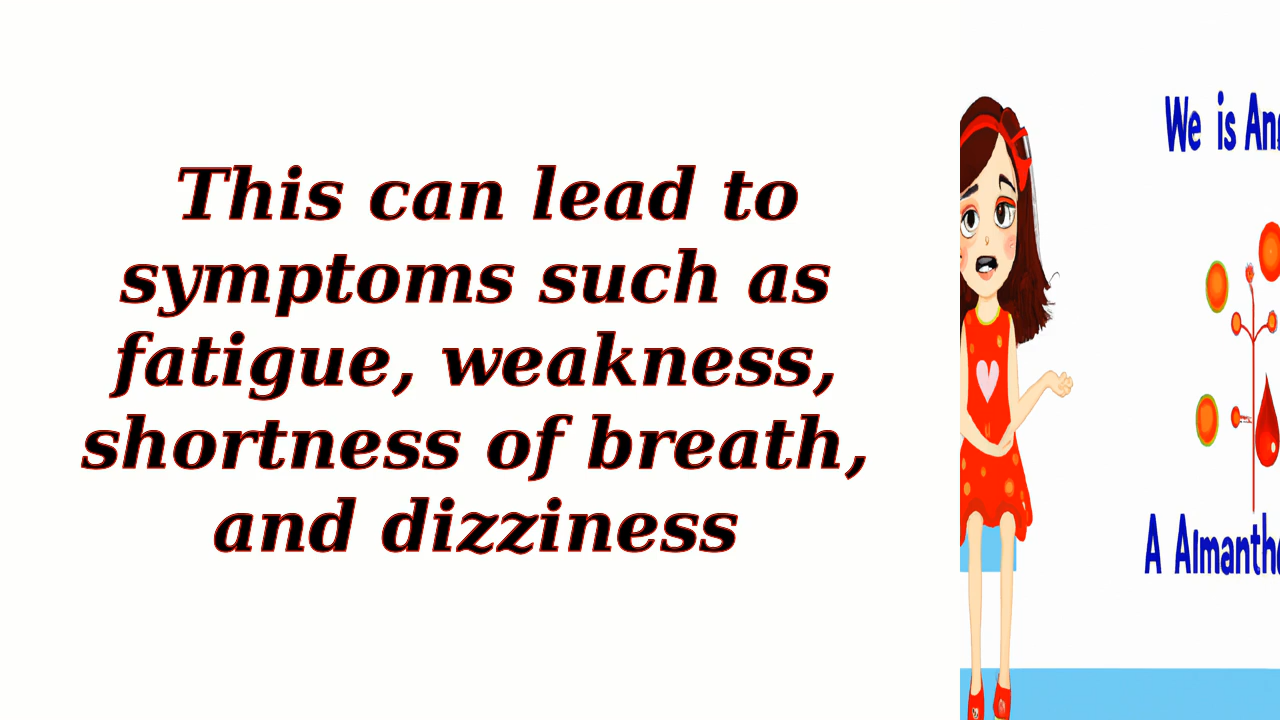 This can lead to
symptoms such as
fatigue, weakness,
shortness of breath,
and dizziness
We is
A